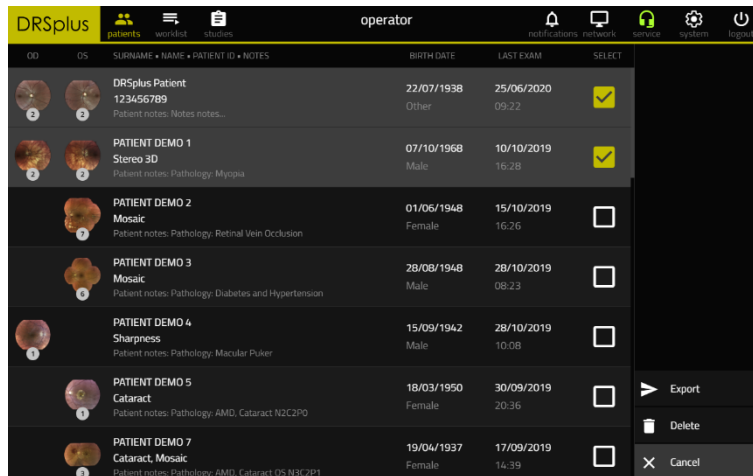 DRSplus
patients
worklist
studies
operator
notifications
network
service
system
logout
OD OS SURNAME • NAME • PATIENT ID • NOTES BIRTH DATE LAST EXAM SELECT
DRSplus Patient
123456789
Patient notes: Notes notes...
22/07/1938 25/06/2020
Other 09:22
2 2
PATIENT DEMO 1
Stereo 3D
Patient notes: Pathology: Myopia
07/10/1968 10/10/2019
Male 16:28
2 2
PATIENT DEMO 2
Mosaic
Patient notes: Pathology: Retinal Vein Occlusion
01/06/1948 15/10/2019
Female 16:26
7
PATIENT DEMO 3
Mosaic
Patient notes: Pathology: Diabetes and Hypertension
28/08/1948 28/10/2019
Male 08:23
6
PATIENT DEMO 4
Sharpness
Patient notes: Pathology: Macular Puker
15/09/1942 28/10/2019
Male 10:08
1
PATIENT DEMO 5
Cataract
Patient notes: Pathology: AMD, Cataract N2C2P0
18/03/1950 30/09/2019
Female 20:36
1
PATIENT DEMO 7
Cataract, Mosaic
Patient notes: Pathology: AMD, Cataract OS N3C2P1
19/04/1937 17/09/2019
Female 14:39
3
Export
Delete
Cancel